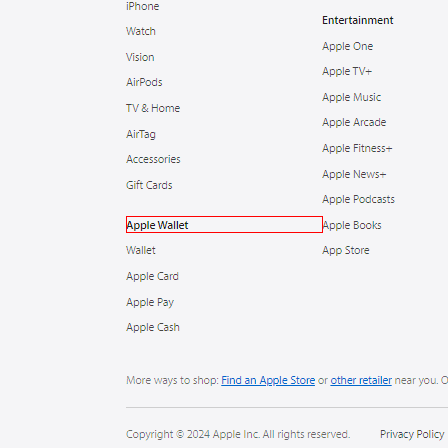 iPhone
Watch
Vision
AirPods
TV & Home
AirTag
Accessories
Gift Cards
Apple Wallet
Wallet
Apple Card
Apple Pay
Apple Cash
Entertainment
Apple One
Apple TV+
Apple Music
Apple Arcade
Apple Fitness+
Apple News+
Apple Podcasts
Apple Books
App Store
More ways to shop: Find an Apple Store or other retailer near you. O
Copyright © 2024 Apple Inc. All rights reserved. Privacy Policy